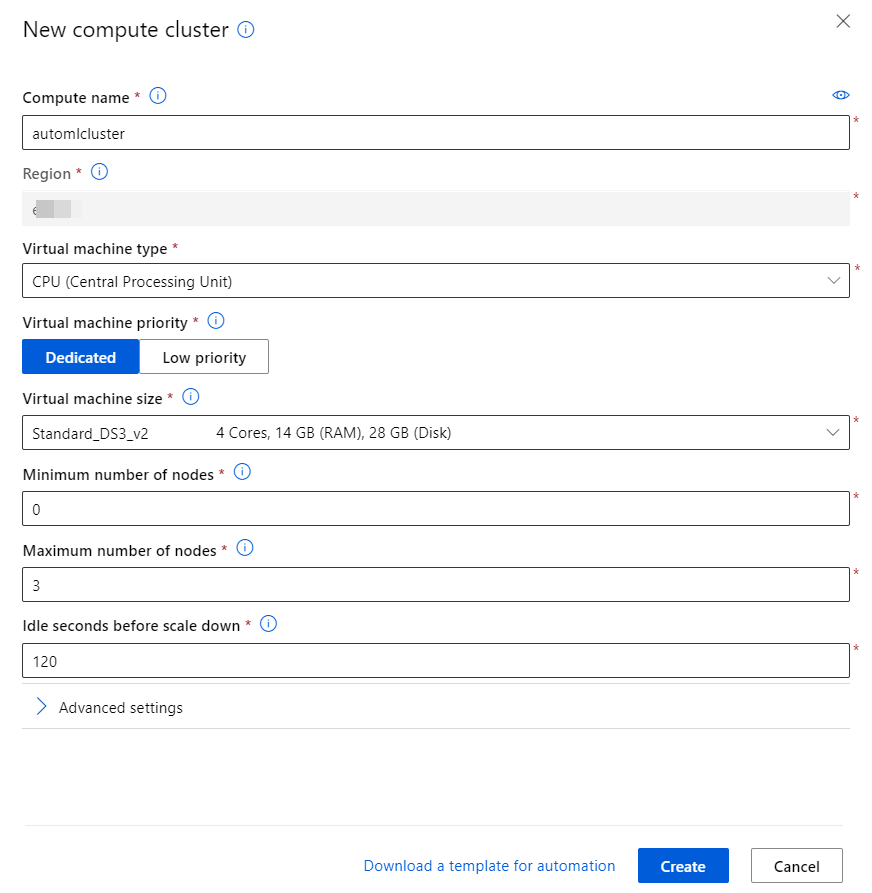 New compute cluster
Compute name *
automlcluster
Region *
Virtual machine type *
CPU (Central Processing Unit)
Virtual machine priority *
Dedicated Low priority
Virtual machine size *
Standard_DS3_v2 4 Cores, 14 GB (RAM), 28 GB (Disk)
Minimum number of nodes *
0
Maximum number of nodes *
3
Idle seconds before scale down *
120
Advanced settings
Download a template for automation Create Cancel